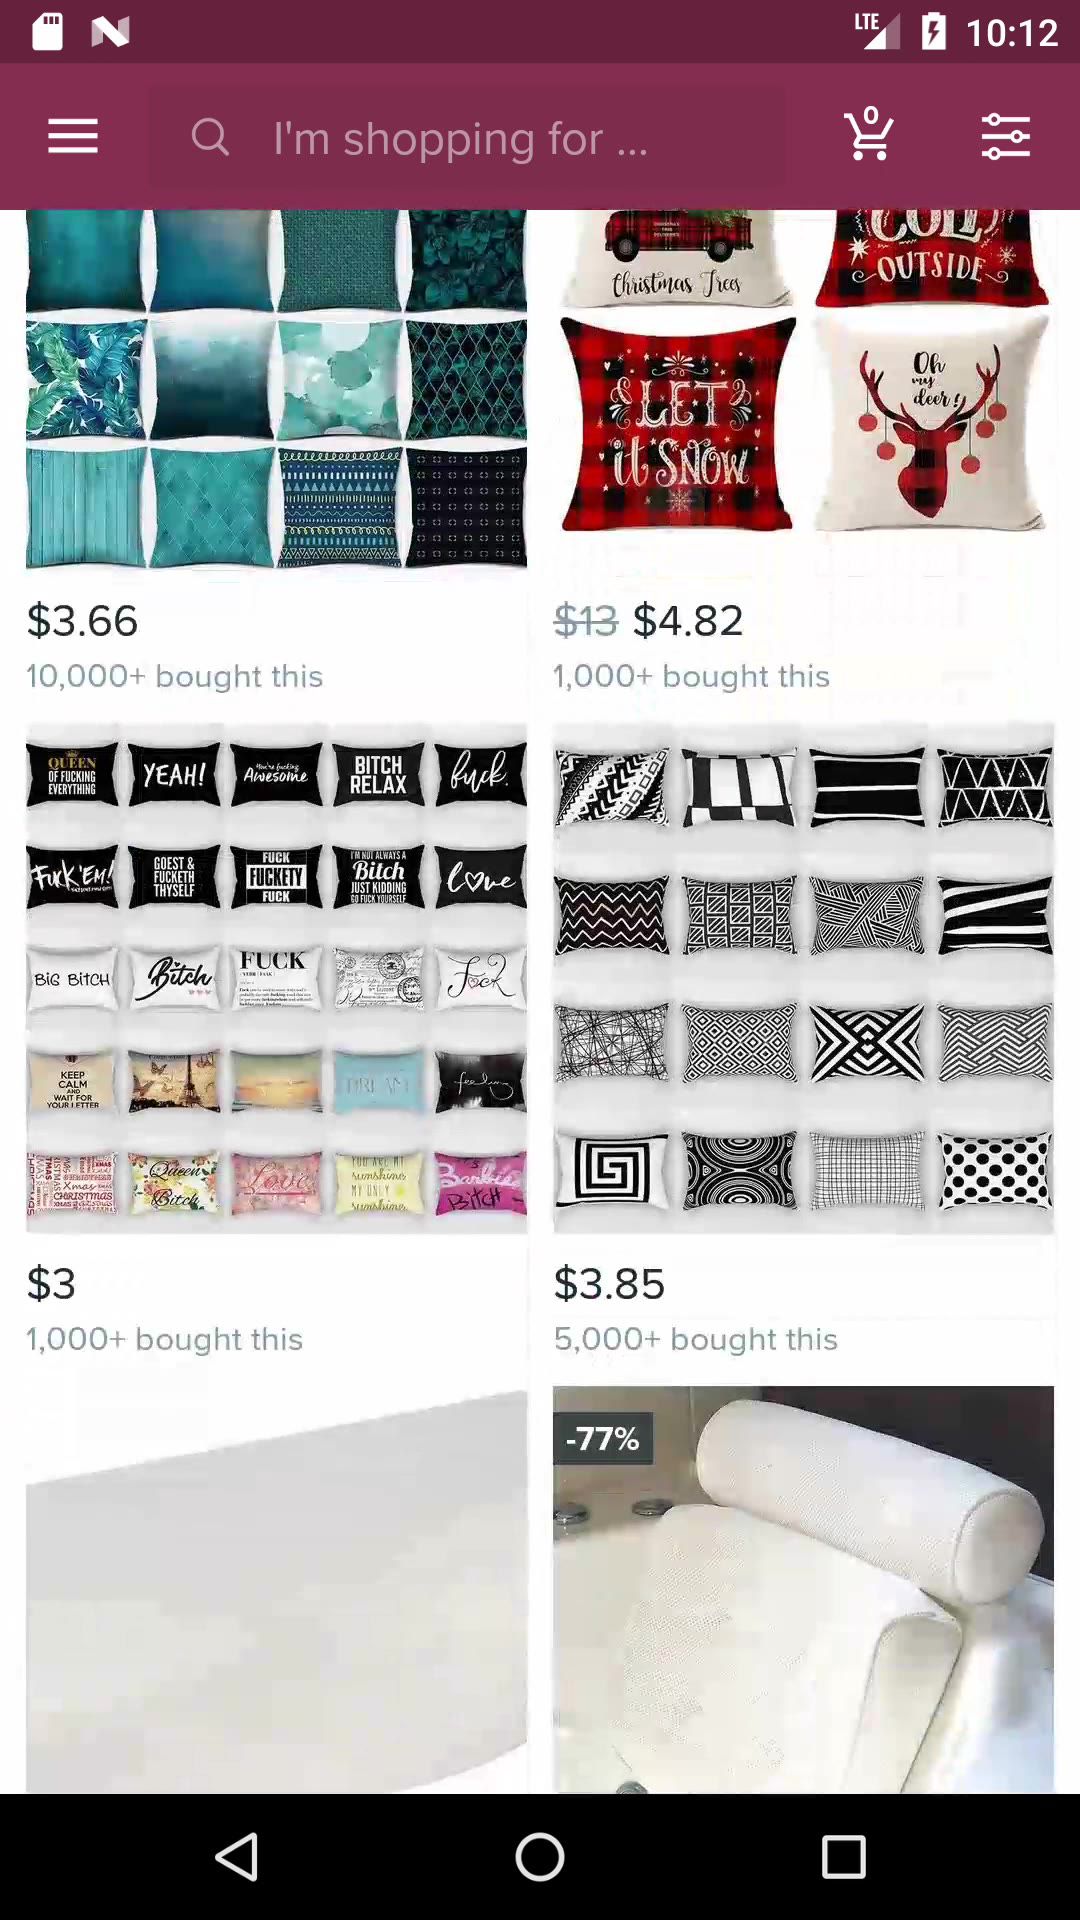 LTE
10:12
0
I'm shopping for ...
Christmas Trees
OUTSIDE
LET
it SNOW
Oh
my
deer!
$3.66
$13 $4.82
10,000+ bought this
1,000+ bought this
QUEEN
OF FUCKING
EVERYTHING
YEAH!
You're fucking
Awesome
BITCH
RELAX
fuck.
Fuck 'Em!
GOEST &
FUCKETH
THYSELF
FUCK
FUCKETY
FUCK
I'M NOT ALWAYS A
Bitch
JUST KIDDING
GO FUCK YOURSELF
love
BIG BITCH
Bitch
FUCK
Fuck
KEEP
CALM
AND
WAIT FOR
YOUR LETTER
DREAM
feeling
XMAS
Xmas
CHRISTMAS
Queen
Bitch
Love
YOU ARE MY
sunshine
MY ONLY
sunshine
Barbie
BITCH
$3
$3.85
1,000+ bought this
5,000+ bought this
-77%